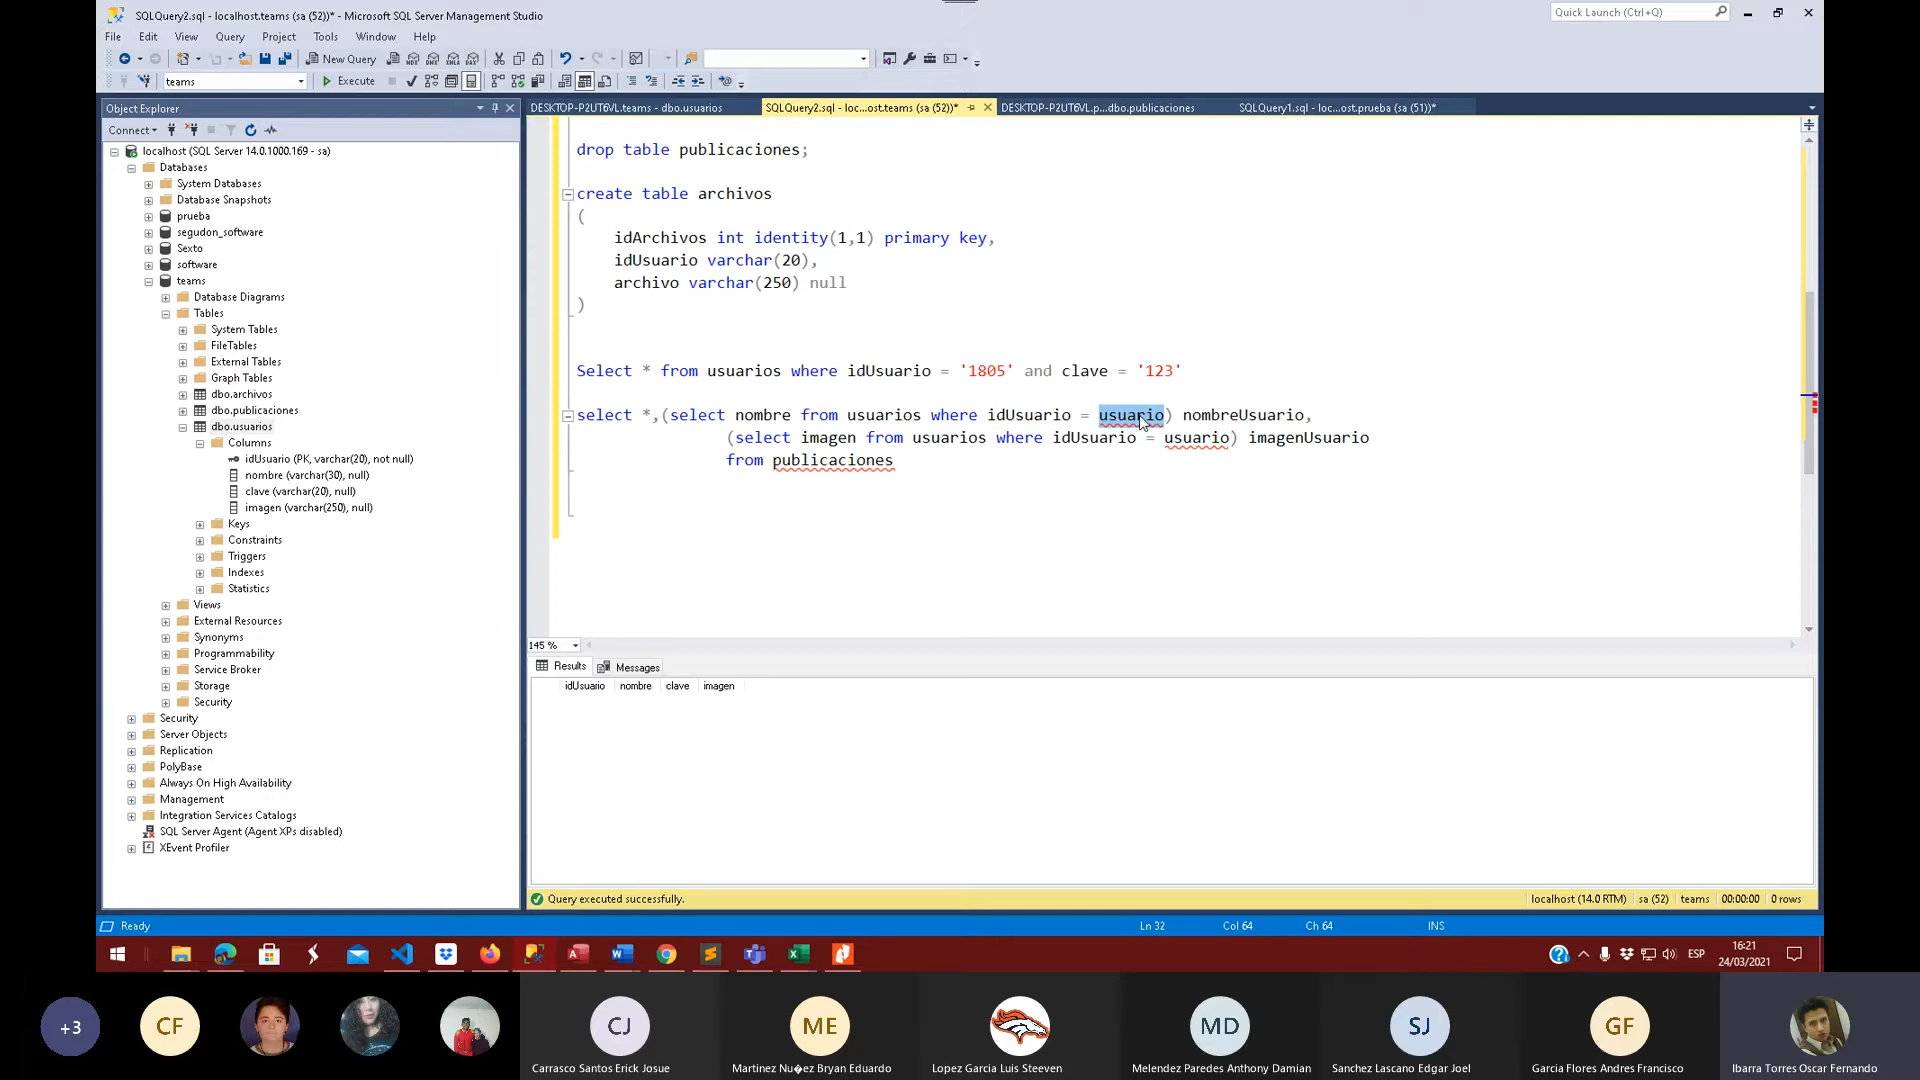 SQLQuery2.sql - localhost.teams (sa (52))* - Microsoft SQL Server Management Studio
Quick Launch (Ctrl+Q)
File Edit View Query Project Tools Window Help
New Query
teams
Execute
Object Explorer
Connect
localhost (SQL Server 14.0.1000.169 - sa)
Databases
System Databases
Database Snapshots
prueba
segudon_software
Sexto
software
teams
Database Diagrams
Tables
System Tables
FileTables
External Tables
Graph Tables
dbo.archivos
dbo.publicaciones
dbo.usuarios
Columns
idUsuario (PK, varchar(20), not null)
nombre (varchar(30), null)
clave (varchar(20), null)
imagen (varchar(250), null)
Keys
Constraints
Triggers
Indexes
Statistics
Views
External Resources
Synonyms
Programmability
Service Broker
Storage
Security
Security
Server Objects
Replication
PolyBase
Always On High Availability
Management
Integration Services Catalogs
SQL Server Agent (Agent XPs disabled)
XEvent Profiler
DESKTOP-P2UT6VL.teams - dbo.usuarios
SQLQuery2.sql - loc...ost.teams (sa (52))*
DESKTOP-P2UT6VL.p...dbo.publicaciones
SQLQuery1.sql - loc...ost.prueba (sa (51))*
drop table publicaciones;
create table archivos
(
idArchivos int identity(1,1) primary key,
idUsuario varchar(20),
archivo varchar(250) null
)
Select * from usuarios where idUsuario = '1805' and clave = '123'
select *,(select nombre from usuarios where idUsuario = usuario) nombreUsuario,
(select imagen from usuarios where idUsuario = usuario) imagenUsuario
from publicaciones
145 %
Results Messages
idUsuario nombre clave imagen
Query executed successfully.
localhost (14.0 RTM) sa (52) teams 00:00:00 0 rows
Ready
Ln 32 Col 64 Ch 64 INS
ESP
16:21
24/03/2021
+3
CF
CJ
ME
MD
SJ
GF
Carrasco Santos Erick Josue
Martinez Nu�ez Bryan Eduardo
Lopez Garcia Luis Steeven
Melendez Paredes Anthony Damian
Sanchez Lascano Edgar Joel
Garcia Flores Andres Francisco
Ibarra Torres Oscar Fernando